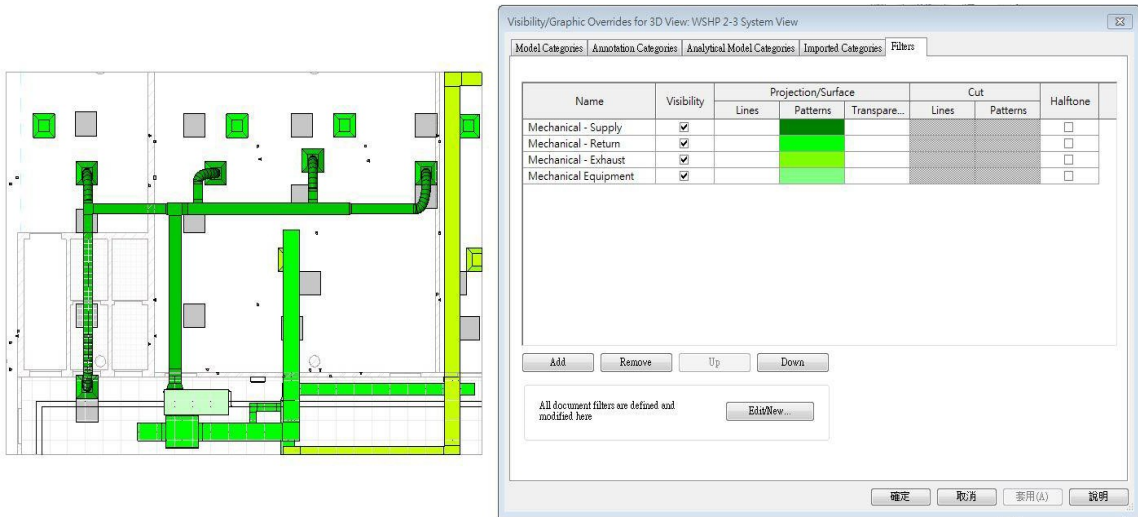 Visibility/Graphic Overrides for 3D View: WSHP 2-3 System View
Model Categories Annotation Categories Analytical Model Categories Imported Categories Filters
Name Visibility Projection/Surface Cut Halftone
Lines Patterns Transpare... Lines Patterns
Mechanical - Supply
Mechanical - Return
Mechanical - Exhaust
Mechanical Equipment
Add Remove Up Down
All document filters are defined and
modified here
Edit/New...
確定 取消 套用(A) 說明